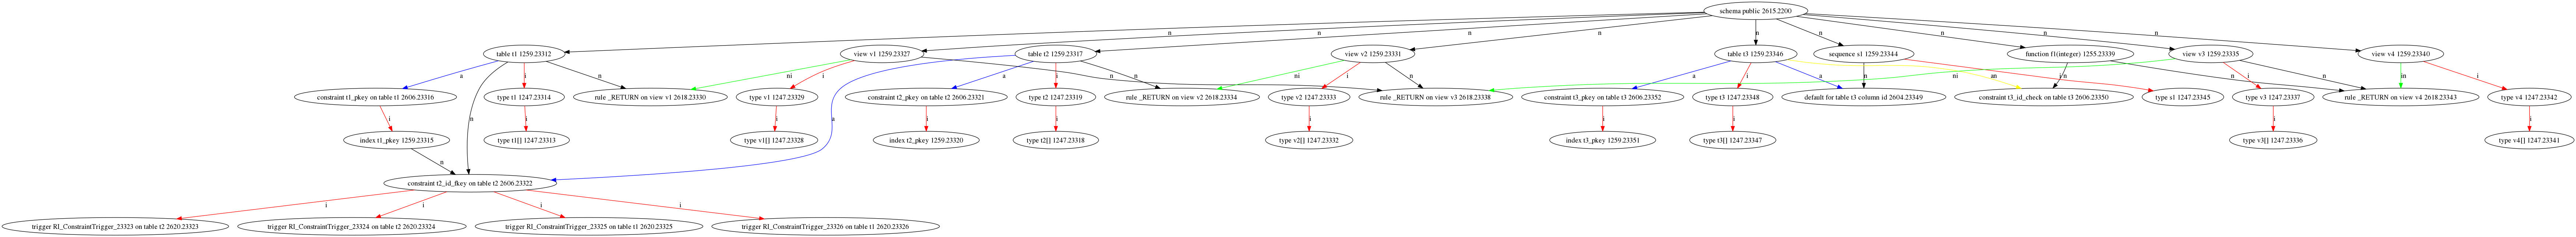 schema public 2615.2200
n
n
n
n
n
n
n
n
n
table t1 1259.23312
view v1 1259.23327
table t2 1259.23317
view v2 1259.23331
table t3 1259.23346
sequence s1 1259.23344
function f1(integer) 1255.23339
view v3 1259.23335
view v4 1259.23340
a
i
n
ni
i
n
a
i
n
ni
i
n
a
i
a
an
n
i
n
ni
n
i
n
in
i
constraint t1_pkey on table t1 2606.23316
type t1 1247.23314
rule _RETURN on view v1 2618.23330
type v1 1247.23329
constraint t2_pkey on table t2 2606.23321
type t2 1247.23319
rule _RETURN on view v2 2618.23334
type v2 1247.23333
rule _RETURN on view v3 2618.23338
constraint t3_pkey on table t3 2606.23352
type t3 1247.23348
default for table t3 column id 2604.23349
constraint t3_id_check on table t3 2606.23350
type s1 1247.23345
type v3 1247.23337
rule _RETURN on view v4 2618.23343
type v4 1247.23342
i
i
n
i
a
i
i
i
i
i
i
i
index t1_pkey 1259.23315
type t1[] 1247.23313
type v1[] 1247.23328
index t2_pkey 1259.23320
type t2[] 1247.23318
type v2[] 1247.23332
index t3_pkey 1259.23351
type t3[] 1247.23347
type v3[] 1247.23336
type v4[] 1247.23341
n
constraint t2_id_fkey on table t2 2606.23322
i
i
i
i
trigger RI_ConstraintTrigger_23323 on table t2 2620.23323
trigger RI_ConstraintTrigger_23324 on table t2 2620.23324
trigger RI_ConstraintTrigger_23325 on table t1 2620.23325
trigger RI_ConstraintTrigger_23326 on table t1 2620.23326